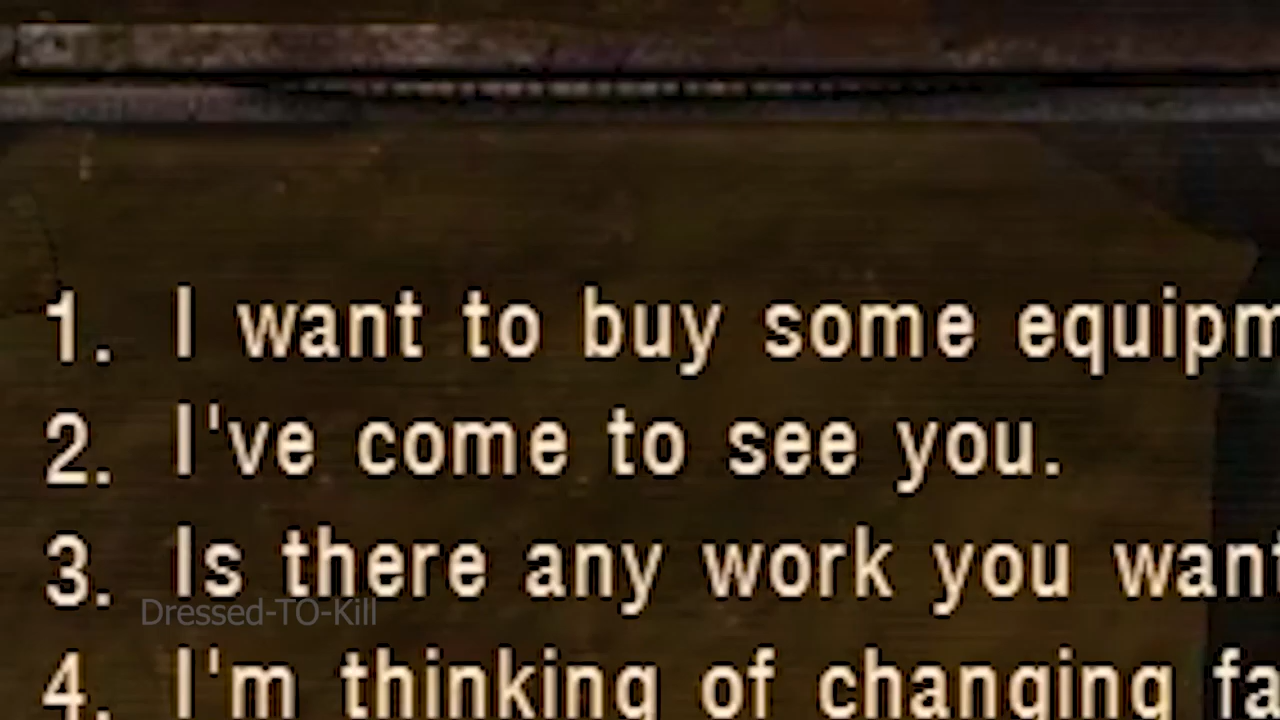 1. I want to buy some equipm
2. I've come to see you.
3. Is there any work you want
Dressed-TO-Kill
4. I'm thinking of changing fa